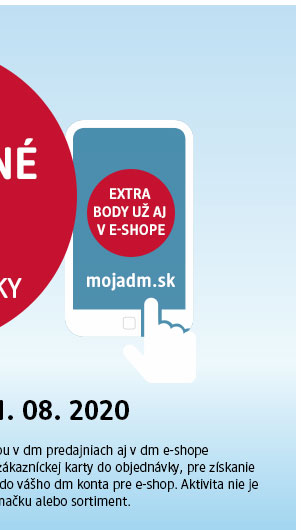 NÉ
EXTRA
BODY UŽ AJ
V E-SHOPE
KY
mojadm.sk
1. 08. 2020
ou v dm predajniach aj v dm e-shope
zákazníckej karty do objednávky, pre získanie
do vášho dm konta pre e-shop. Aktivita nie je
načku alebo sortiment.